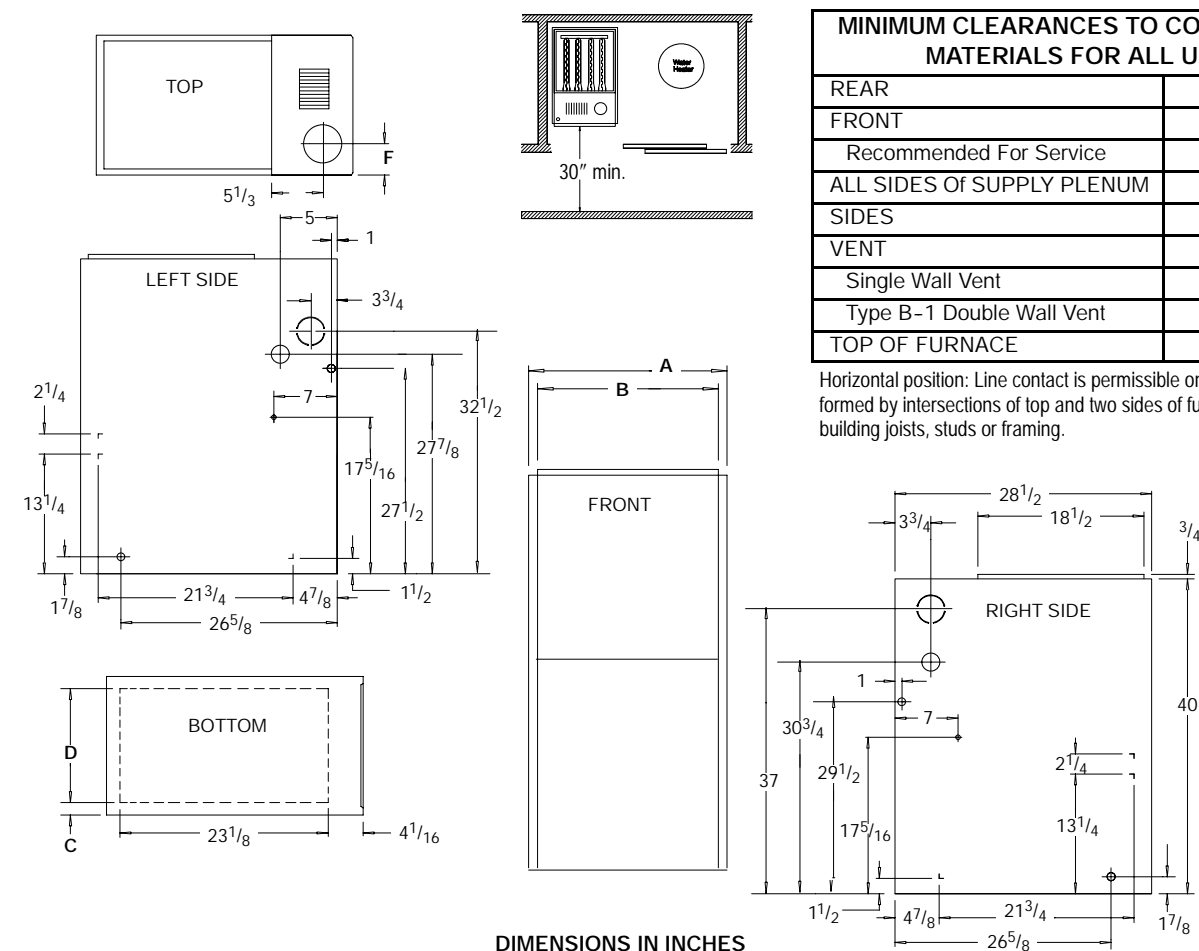 TOP
F
5 1/3
Water
Heater
30″ min.
MINIMUM CLEARANCES TO CO
MATERIALS FOR ALL U
REAR
FRONT
Recommended For Service
ALL SIDES Of SUPPLY PLENUM
SIDES
VENT
Single Wall Vent
Type B-1 Double Wall Vent
TOP OF FURNACE
Horizontal position: Line contact is permissible or
formed by intersections of top and two sides of fu
building joists, studs or framing.
5
1
LEFT SIDE
3 3/4
2 1/4
7
32 1/2
27 7/8
17 5/16
13 1/4
27 1/2
21 3/4
4 7/8
1 1/2
1 7/8
26 5/8
A
B
FRONT
BOTTOM
D
C
23 1/8
4 1/16
28 1/2
3 3/4
18 1/2
3/4
RIGHT SIDE
1
7
40
30 3/4
2 1/4
37
29 1/2
17 5/16
13 1/4
1 1/2
4 7/8
21 3/4
1 7/8
26 5/8
DIMENSIONS IN INCHES